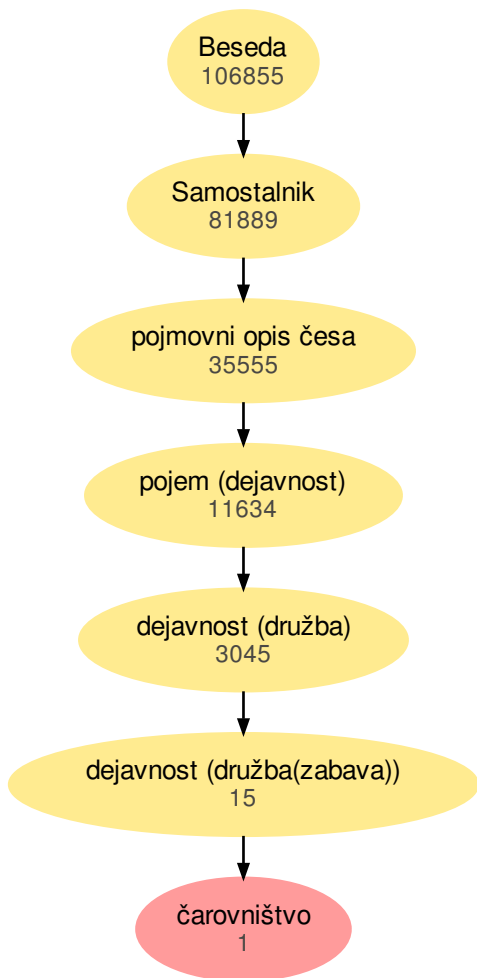 Beseda
106855
Samostalnik
81889
pojmovni opis česa
35555
pojem (dejavnost)
11634
dejavnost (družba)
3045
dejavnost (družba(zabava))
15
čarovništvo
1